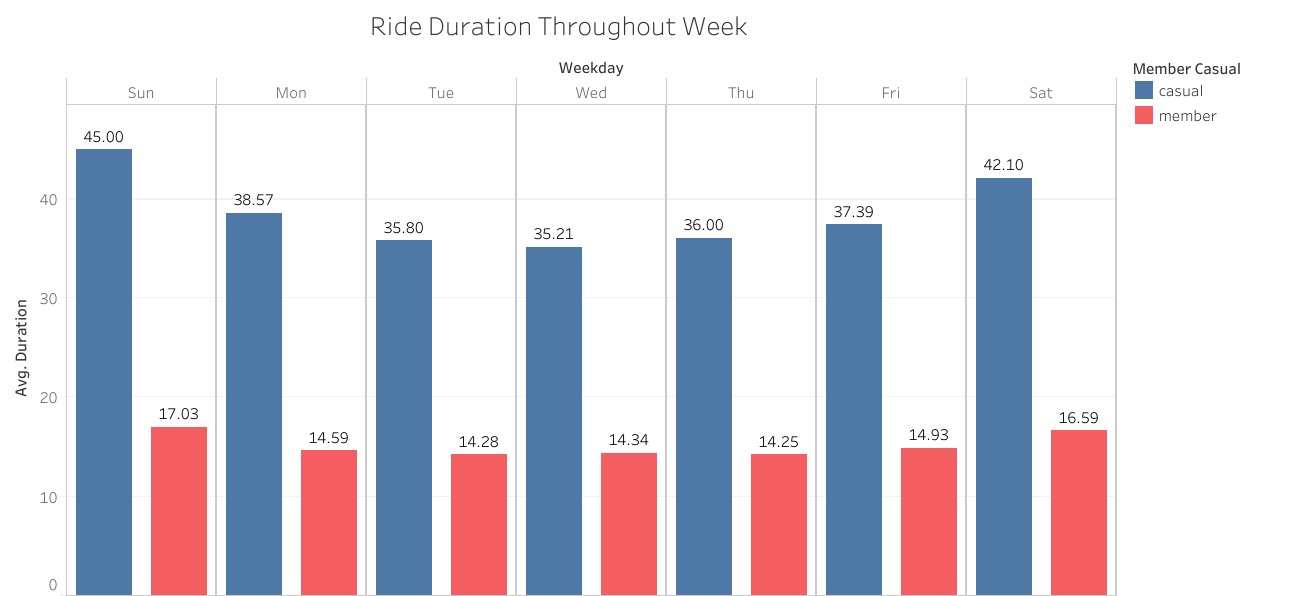 Ride Duration Throughout Week
Weekday
Sun Mon Tue Wed Thu Fri Sat
Member Casual
casual
member
Avg. Duration
40
30
20
10
0
45.00 17.03
38.57 14.59
35.80 14.28
35.21 14.34
36.00 14.25
37.39 14.93
42.10 16.59